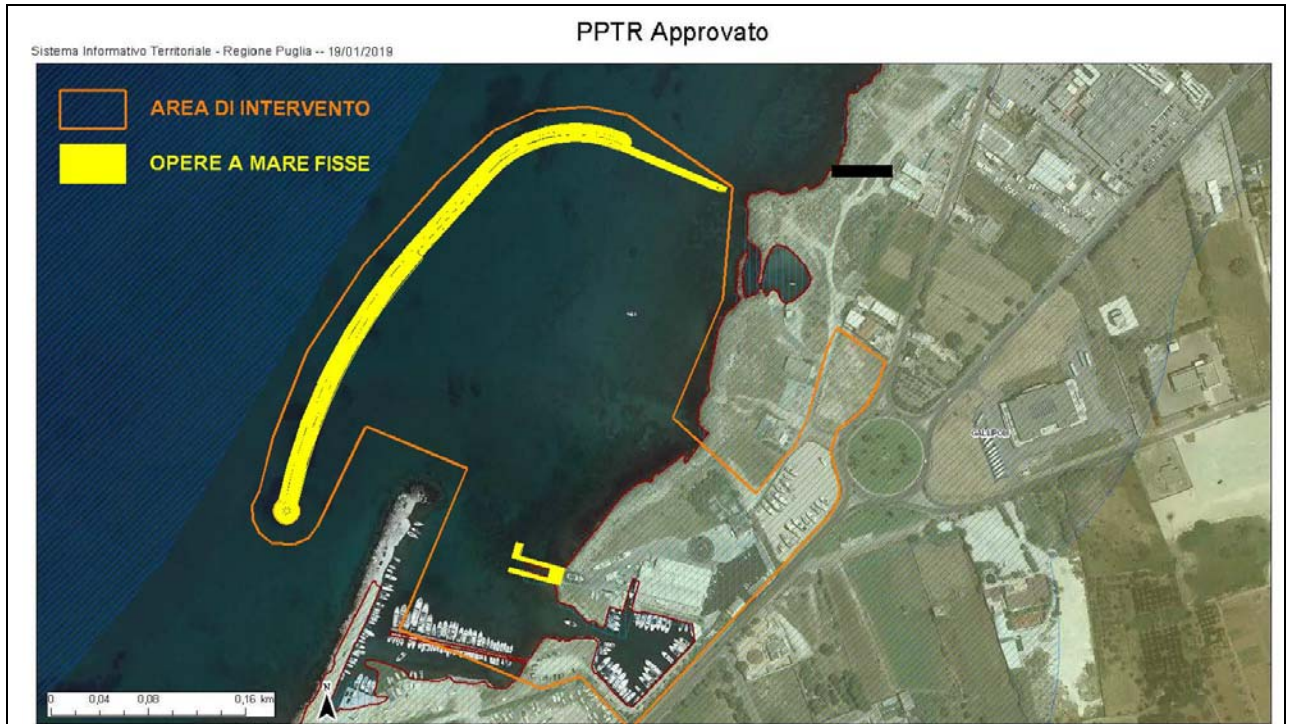 PPTR Approvato
Sistema Informativo Territoriale - Regione Puglia -- 19/01/2019
AREA DI INTERVENTO
OPERE A MARE FISSE
GALLIPOLI
0 0,04 0,08 0,16 km
N